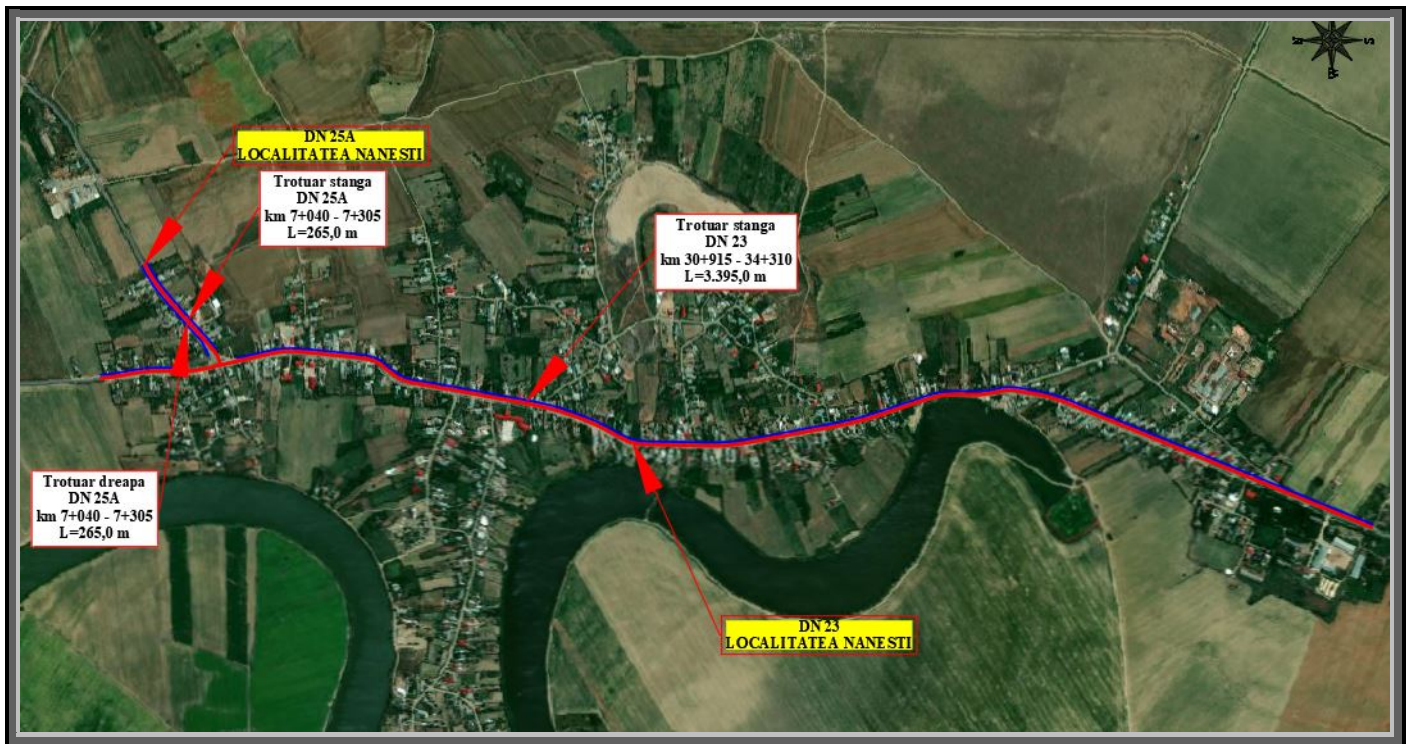 DN 25A
LOCALITATEA NANESTI
Trotuar stanga
DN 25A
km 7+040 - 7+305
L=265,0 m
Trotuar stanga
DN 23
km 30+915 - 34+310
L=3.395,0 m
Trotuar dreapa
DN 25A
km 7+040 - 7+305
L=265,0 m
DN 23
LOCALITATEA NANESTI